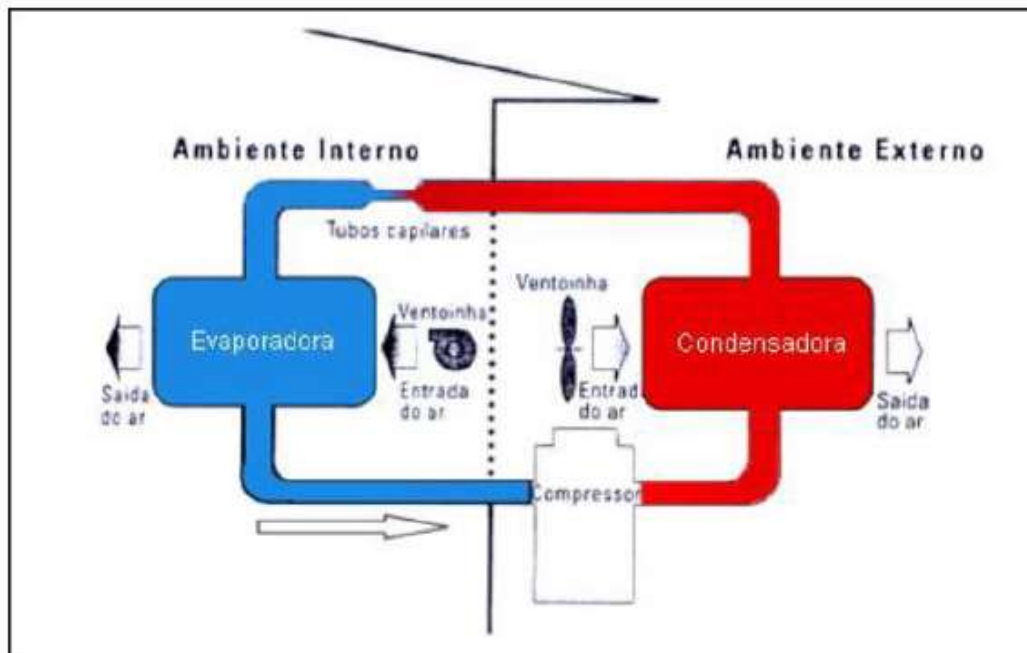 Ambiente Interno
Ambiente Externo
Tubos capilares
Evaporadora
Ventoinha
Saída
do ar
Entrada
do ar
Ventoinha
Entrad
do ar
Condensadora
Saída
do ar
Compressor